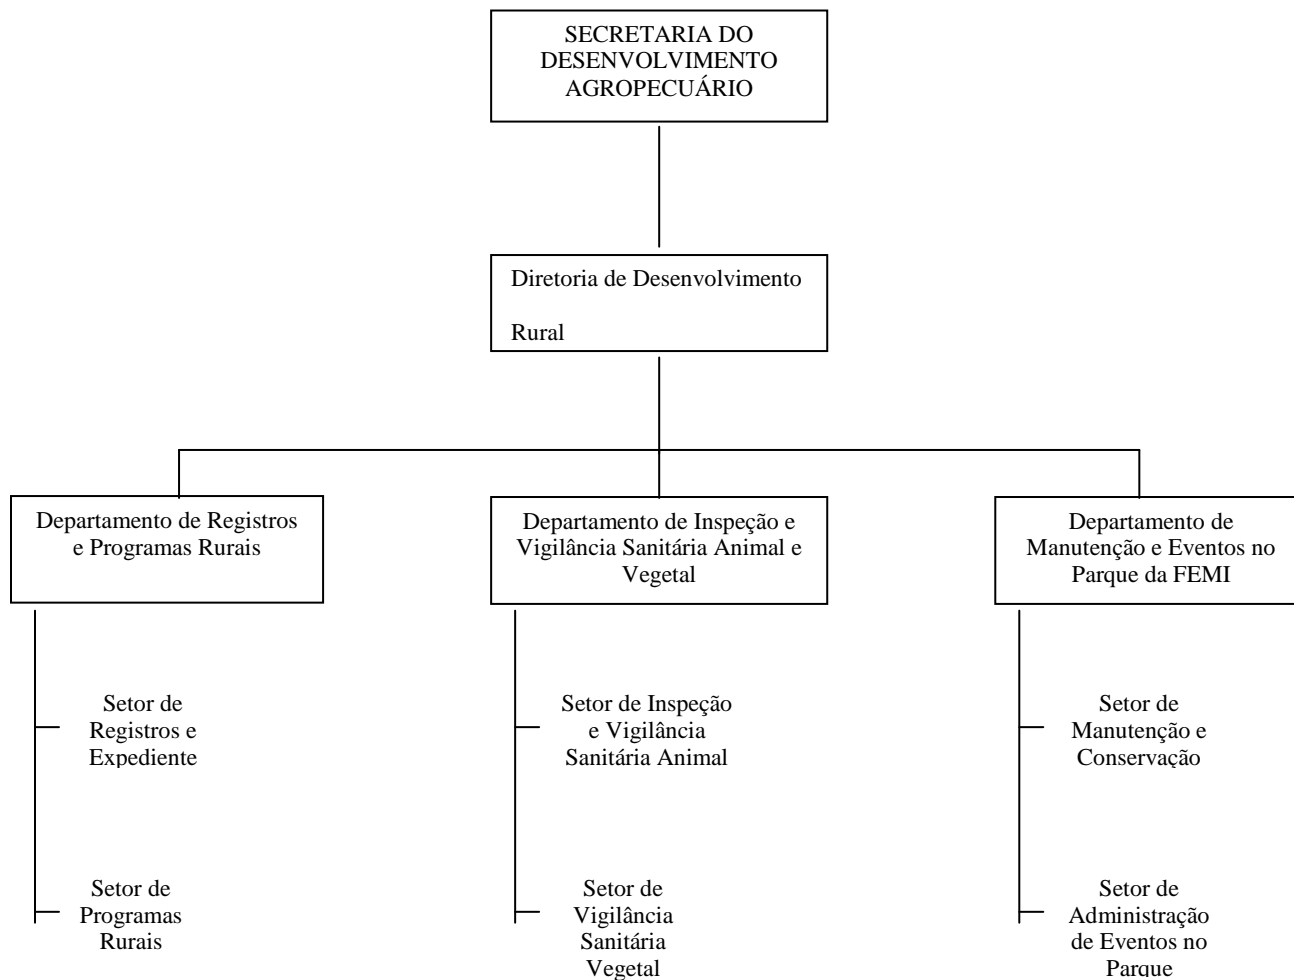 SECRETARIA DO
DESENVOLVIMENTO
AGROPECUÁRIO
Diretoria de Desenvolvimento
Rural
Departamento de Registros
e Programas Rurais
Departamento de Inspeção e
Vigilância Sanitária Animal e
Vegetal
Departamento de
Manutenção e Eventos no
Parque da FEMI
Setor de
Registros e
Expediente
Setor de Inspeção
e Vigilância
Sanitária Animal
Setor de
Manutenção e
Conservação
Setor de
Programas
Rurais
Setor de
Vigilância
Sanitária
Vegetal
Setor de
Administração
de Eventos no
Parque